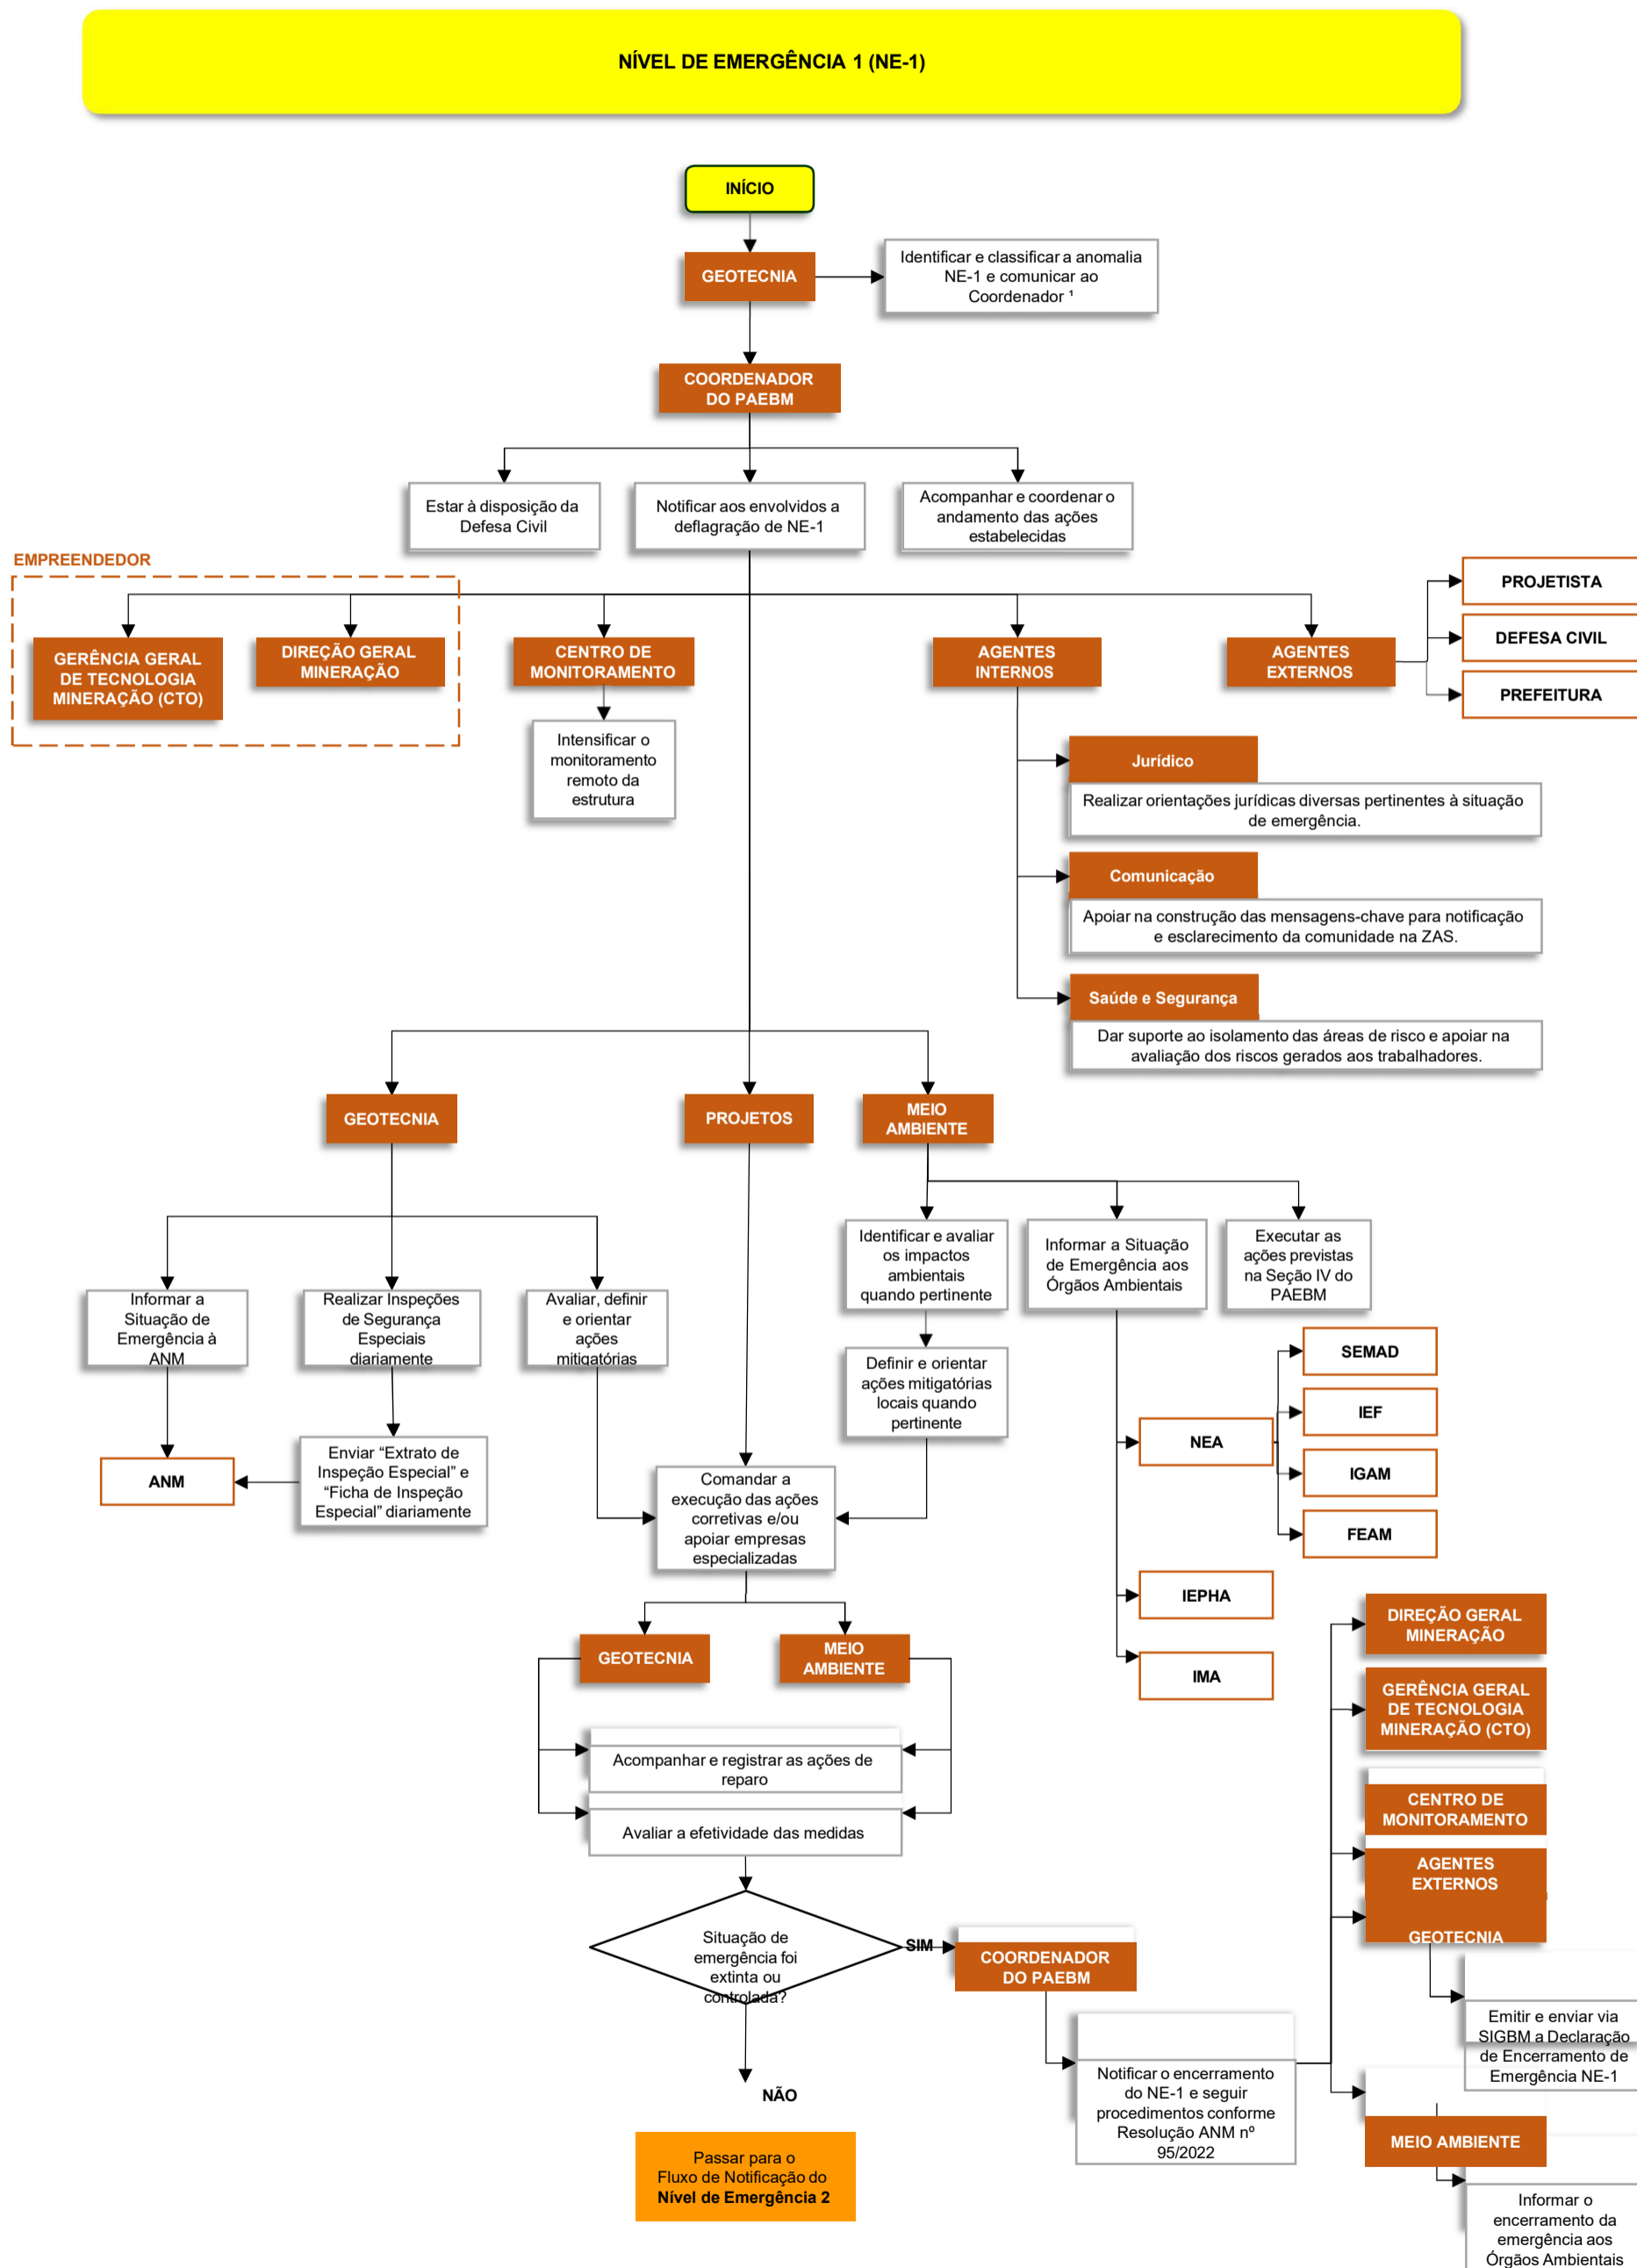 NÍVEL DE EMERGÊNCIA 1 (NE-1)
INÍCIO
GEOTECNIA
Identificar e classificar a anomalia
NE-1 e comunicar ao
Coordenador ¹
COORDENADOR
DO PAEBM
Estar à disposição da
Defesa Civil
Notificar aos envolvidos a
deflagração de NE-1
Acompanhar e coordenar o
andamento das ações
estabelecidas
EMPREENDEDOR
GERÊNCIA GERAL
DE TECNOLOGIA
MINERAÇÃO (CTO)
DIREÇÃO GERAL
MINERAÇÃO
CENTRO DE
MONITORAMENTO
AGENTES
INTERNOS
AGENTES
EXTERNOS
PROJETISTA
DEFESA CIVIL
PREFEITURA
Intensificar o
monitoramento
remoto da
estrutura
Jurídico
Realizar orientações jurídicas diversas pertinentes à situação
de emergência.
Comunicação
Apoiar na construção das mensagens-chave para notificação
e esclarecimento da comunidade na ZAS.
Saúde e Segurança
Dar suporte ao isolamento das áreas de risco e apoiar na
avaliação dos riscos gerados aos trabalhadores.
GEOTECNIA
PROJETOS
MEIO
AMBIENTE
Informar a
Situação de
Emergência à
ANM
Realizar Inspeções
de Segurança
Especiais
diariamente
Avaliar, definir
e orientar
ações
mitigatórias
Identificar e avaliar
os impactos
ambientais
quando pertinente
Informar a Situação
de Emergência aos
Órgãos Ambientais
Executar as
ações previstas
na Seção IV do
PAEBM
Definir e orientar
ações mitigatórias
locais quando
pertinente
ANM
Enviar “Extrato de
Inspeção Especial” e
“Ficha de Inspeção
Especial” diariamente
Comandar a
execução das ações
corretivas e/ou
apoiar empresas
especializadas
NEA
SEMAD
IEF
IGAM
FEAM
IEPHA
IMA
GEOTECNIA
MEIO
AMBIENTE
Acompanhar e registrar as ações de
reparo
Avaliar a efetividade das medidas
Situação de
emergência foi
extinta ou
controlada?
SIM
NÃO
Passar para o
Fluxo de Notificação do
Nível de Emergência 2
COORDENADOR
DO PAEBM
Notificar o encerramento
do NE-1 e seguir
procedimentos conforme
Resolução ANM nº
95/2022
DIREÇÃO GERAL
MINERAÇÃO
GERÊNCIA GERAL
DE TECNOLOGIA
MINERAÇÃO (CTO)
CENTRO DE
MONITORAMENTO
AGENTES
EXTERNOS
GEOTECNIA
Emitir e enviar via
SIGBM a Declaração
de Encerramento de
Emergência NE-1
MEIO AMBIENTE
Informar o
encerramento da
emergência aos
Órgãos Ambientais